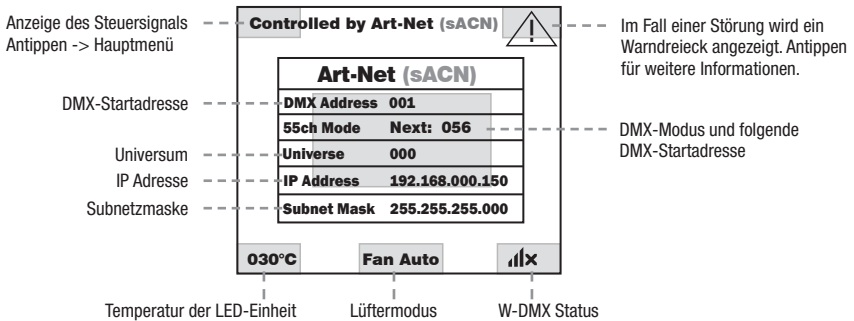 Anzeige des Steuersignals
Antippen -> Hauptmenü
Controlled by Art-Net (sACN)
Im Fall einer Störung wird ein
Warndreieck angezeigt. Antippen
für weitere Informationen.
Art-Net (sACN)
DMX-Startadresse
DMX Address 001
55ch Mode Next: 056
DMX-Modus und folgende
DMX-Startadresse
Universum
Universe 000
IP Adresse
IP Address 192.168.000.150
Subnetzmaske
Subnet Mask 255.255.255.000
030°C
Fan Auto
Temperatur der LED-Einheit
Lüftermodus
W-DMX Status